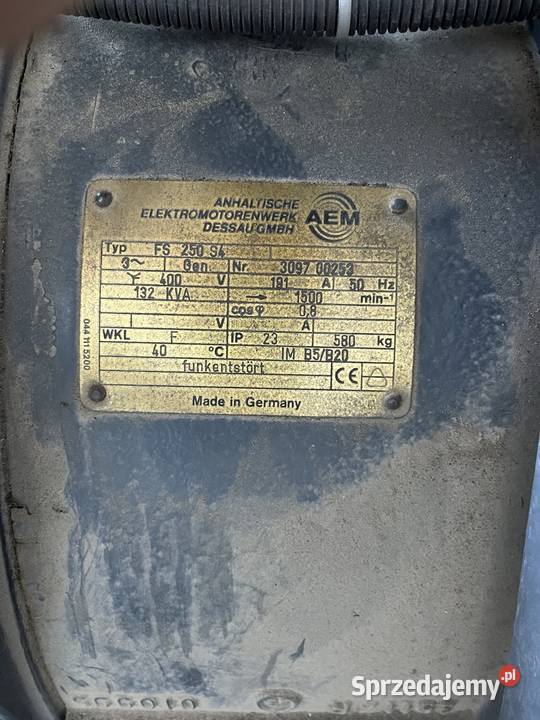 ANHALTISCHE
ELEKTROMOTORENWERK
DESSAU GMBH
AEM
Typ FS 250 S4
3~ Gen. Nr. 3097 00253
Y 400 V 191 A 50 Hz
132 KVA → 1500 min-1
cosφ 0,8
V A
WKL F IP 23 580 kg
40 °C IM B5/B20
funkentstört
CE
Made in Germany
044 111 5200
Sprzedajemy.pl